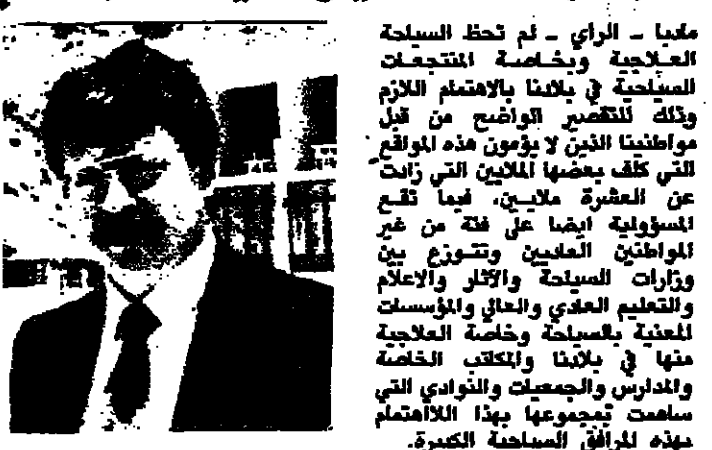 مادبا - الراي - لم تحظ السياحة
العلاجية وبخاصة المنتجعات
السياحية في بلادنا بالاهتمام اللازم
وذلك للتقصير الواضح من قبل
مواطنينا الذين لا يؤمون هذه المواقع
التي كلف بعضها الملايين التي زادت
عن العشرة ملايين، فيما تقع
المسؤولية ايضا على فئة من غير
المواطنين العاديين وتتوزع بين
وزارات السياحة والآثار والاعلام
والتعليم العادي والعالي والمؤسسات
المعنية بالسياحة وخاصة العلاجية
منها في بلادنا والمكاتب الخاصة
والمدارس والجمعيات والنوادي التي
ساهمت بمجموعها بهذا اللااهتمام
بهذه المرافق السياحية الكبيرة.